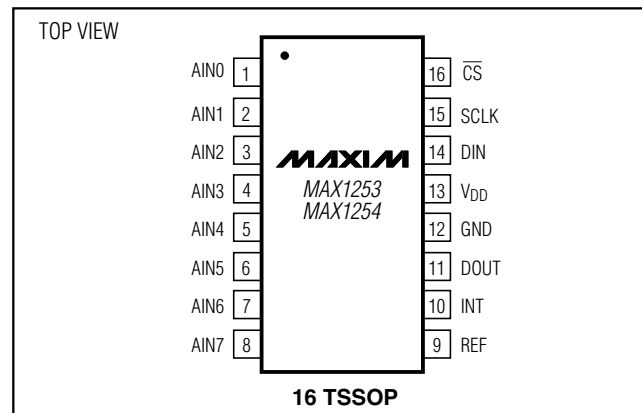 TOP VIEW
AIN0 1 16 C̅S̅
AIN1 2 15 SCLK
AIN2 3 MAXIM 14 DIN
AIN3 4 MAX1253 13 VDD
MAX1254
AIN4 5 12 GND
AIN5 6 11 DOUT
AIN6 7 10 INT
AIN7 8 9 REF
16 TSSOP